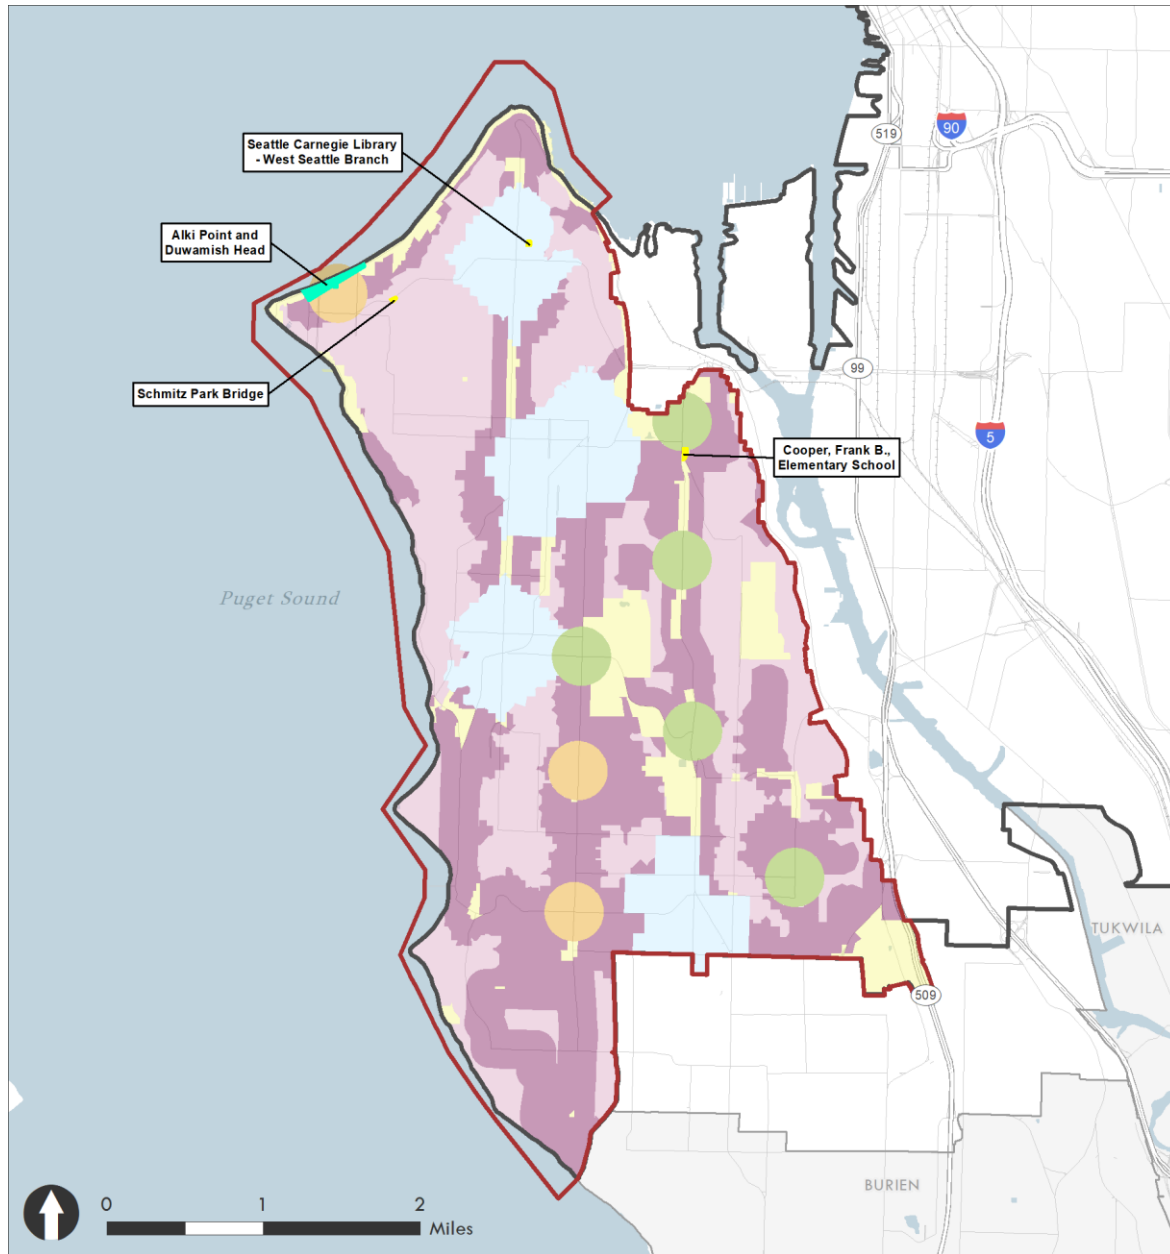 519
90
Seattle Carnegie Library
- West Seattle Branch
Alki Point and
Duwamish Head
99
Schmitz Park Bridge
5
Cooper, Frank B.,
Elementary School
Puget Sound
TUKWILA
509
BURIEN
0 1 2
Miles